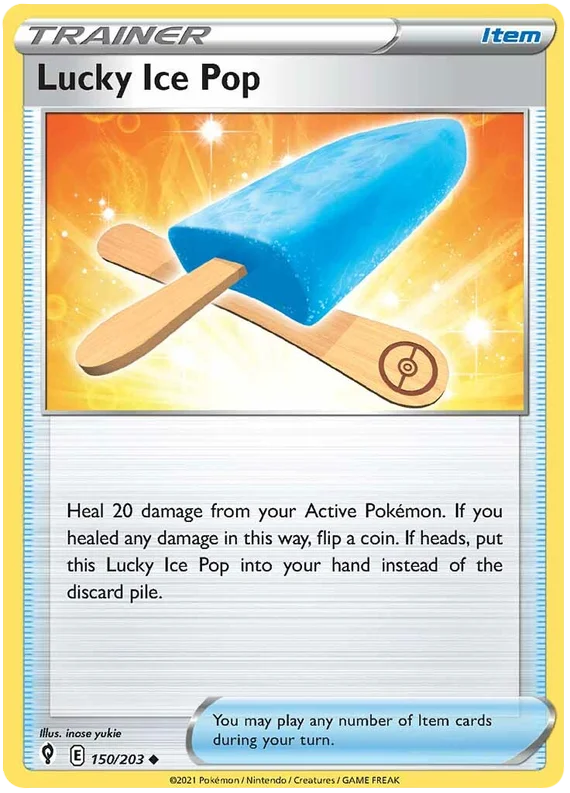 TRAINER Item
Lucky Ice Pop
Heal 20 damage from your Active Pokémon. If you
healed any damage in this way, flip a coin. If heads, put
this Lucky Ice Pop into your hand instead of the
discard pile.
Illus. inose yukie
You may play any number of Item cards
during your turn.
E 150/203 ◆
©2021 Pokémon / Nintendo / Creatures / GAME FREAK